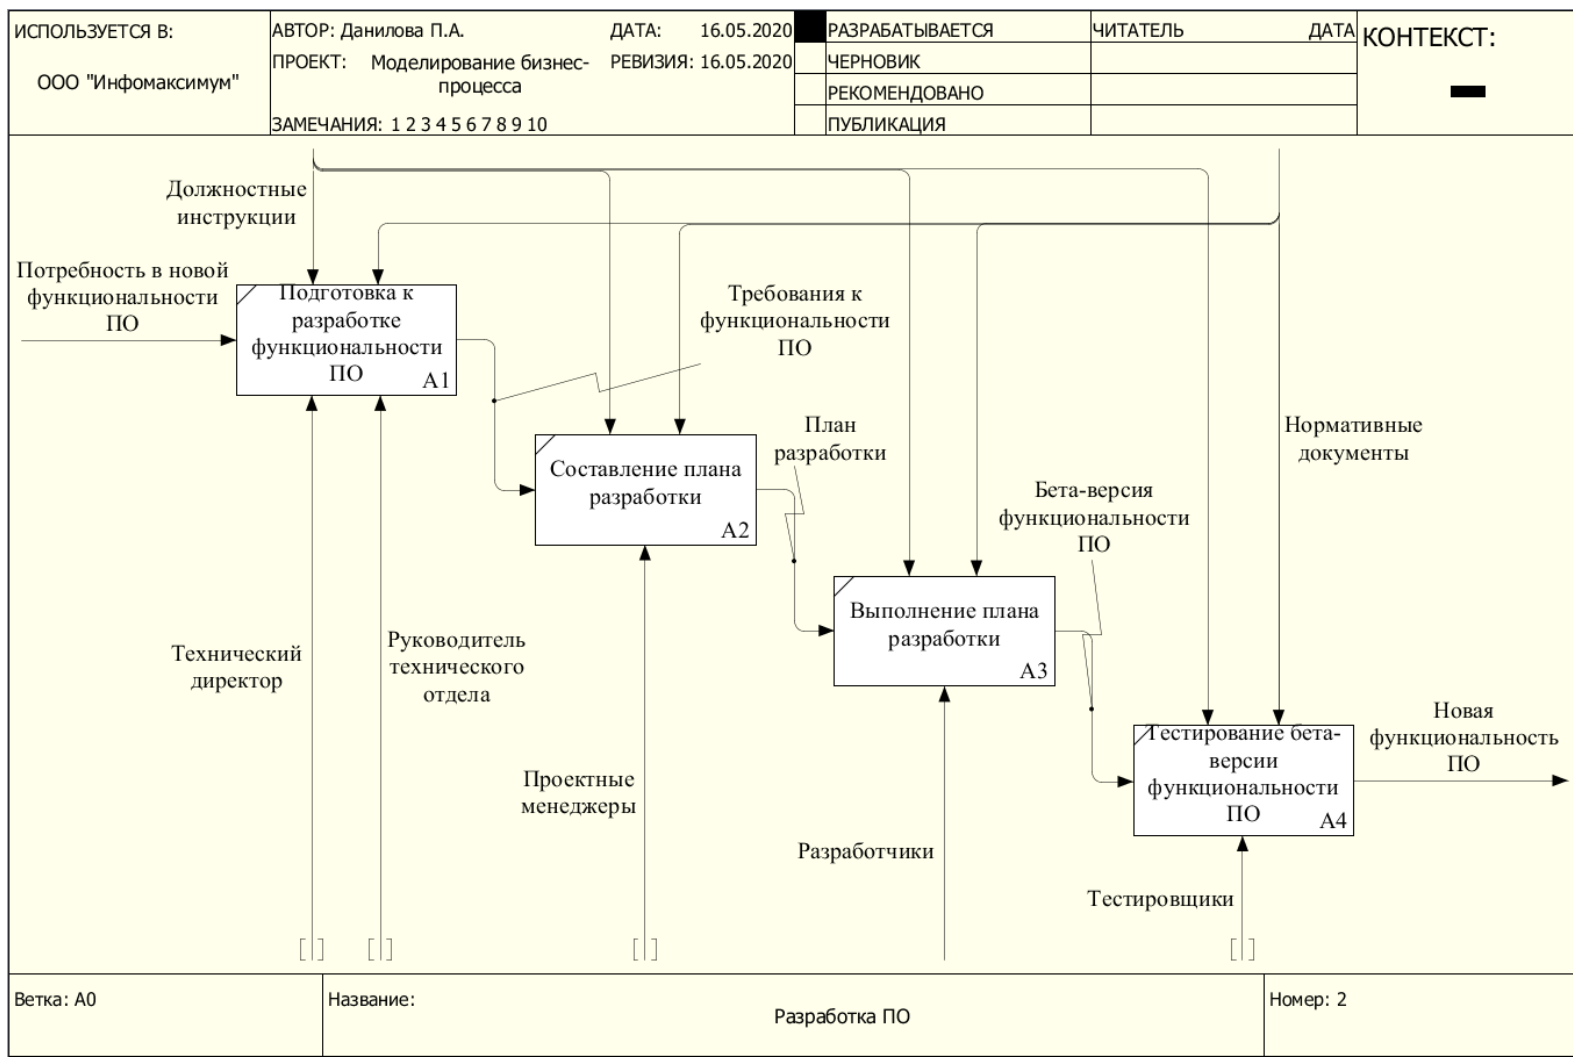 ИСПОЛЬЗУЕТСЯ В:
ООО "Инфомаксимум"
АВТОР: Данилова П.А.
ДАТА: 16.05.2020
ПРОЕКТ: Моделирование бизнес-
процесса
РЕВИЗИЯ: 16.05.2020
ЗАМЕЧАНИЯ: 1 2 3 4 5 6 7 8 9 10
РАЗРАБАТЫВАЕТСЯ
ЧЕРНОВИК
РЕКОМЕНДОВАНО
ПУБЛИКАЦИЯ
ЧИТАТЕЛЬ
ДАТА
КОНТЕКСТ:
Должностные
инструкции
Потребность в новой
функциональности
ПО
Подготовка к
разработке
функциональности
ПО
A1
Требования к
функциональности
ПО
Составление плана
разработки
A2
План
разработки
Нормативные
документы
Бета-версия
функциональности
ПО
Выполнение плана
разработки
A3
Технический
директор
Руководитель
технического
отдела
Проектные
менеджеры
Разработчики
Тестирование бета-
версии
функциональности
ПО
A4
Новая
функциональность
ПО
Тестировщики
Ветка: A0
Название:
Разработка ПО
Номер: 2